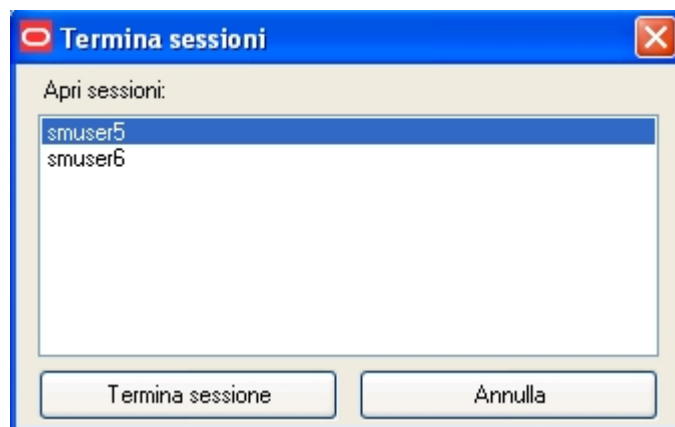 Termina sessioni
Apri sessioni:
smuser5
smuser6
Termina sessione
Annulla